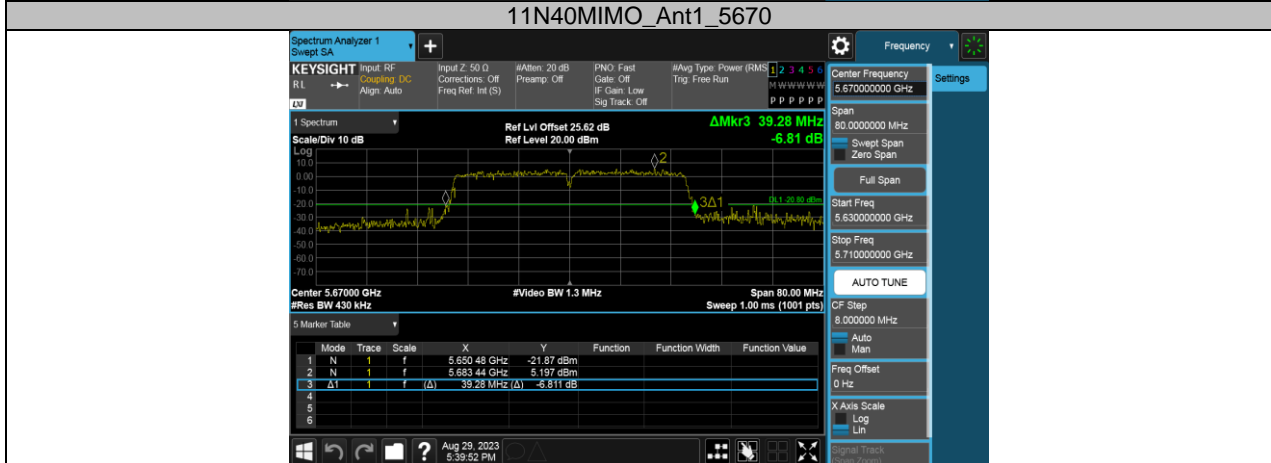 11N40MIMO_Ant1_5670
Spectrum Analyzer 1
Swept SA
+
Frequency
KEYSIGHT Input: RF Input Z: 50 Ω #Atten: 20 dB PNO: Fast #Avg Type: Power (RMS 1 2 3 4 5 6
RL Coupling: DC Corrections: Off Preamp: Off Gate: Off Trig: Free Run M W W W W W
Align: Auto Freq Ref: Int (S) IF Gain: Low
Sig Track: Off P P P P P P
LXI
1 Spectrum
Ref Lvl Offset 25.62 dB ΔMkr3 39.28 MHz
Scale/Div 10 dB Ref Level 20.00 dBm -6.81 dB
Log
10.0
0.00
-10.0
-20.0
-30.0
-40.0
-50.0
-60.0
-70.0
2
3Δ1
DL1 -20.80 dBm
Center 5.67000 GHz #Video BW 1.3 MHz Span 80.00 MHz
#Res BW 430 kHz Sweep 1.00 ms (1001 pts)
5 Marker Table
Mode Trace Scale X Y Function Function Width Function Value
1 N 1 f 5.650 48 GHz -21.87 dBm
2 N 1 f 5.683 44 GHz 5.197 dBm
3 Δ1 1 f (Δ) 39.28 MHz (Δ) -6.811 dB
4
5
6
?
Aug 29, 2023
5:39:52 PM
Center Frequency
5.670000000 GHz
Settings
Span
80.0000000 MHz
Swept Span
Zero Span
Full Span
Start Freq
5.630000000 GHz
Stop Freq
5.710000000 GHz
AUTO TUNE
CF Step
8.000000 MHz
Auto
Man
Freq Offset
0 Hz
X Axis Scale
Log
Lin
Signal Track
(Span Zoom)